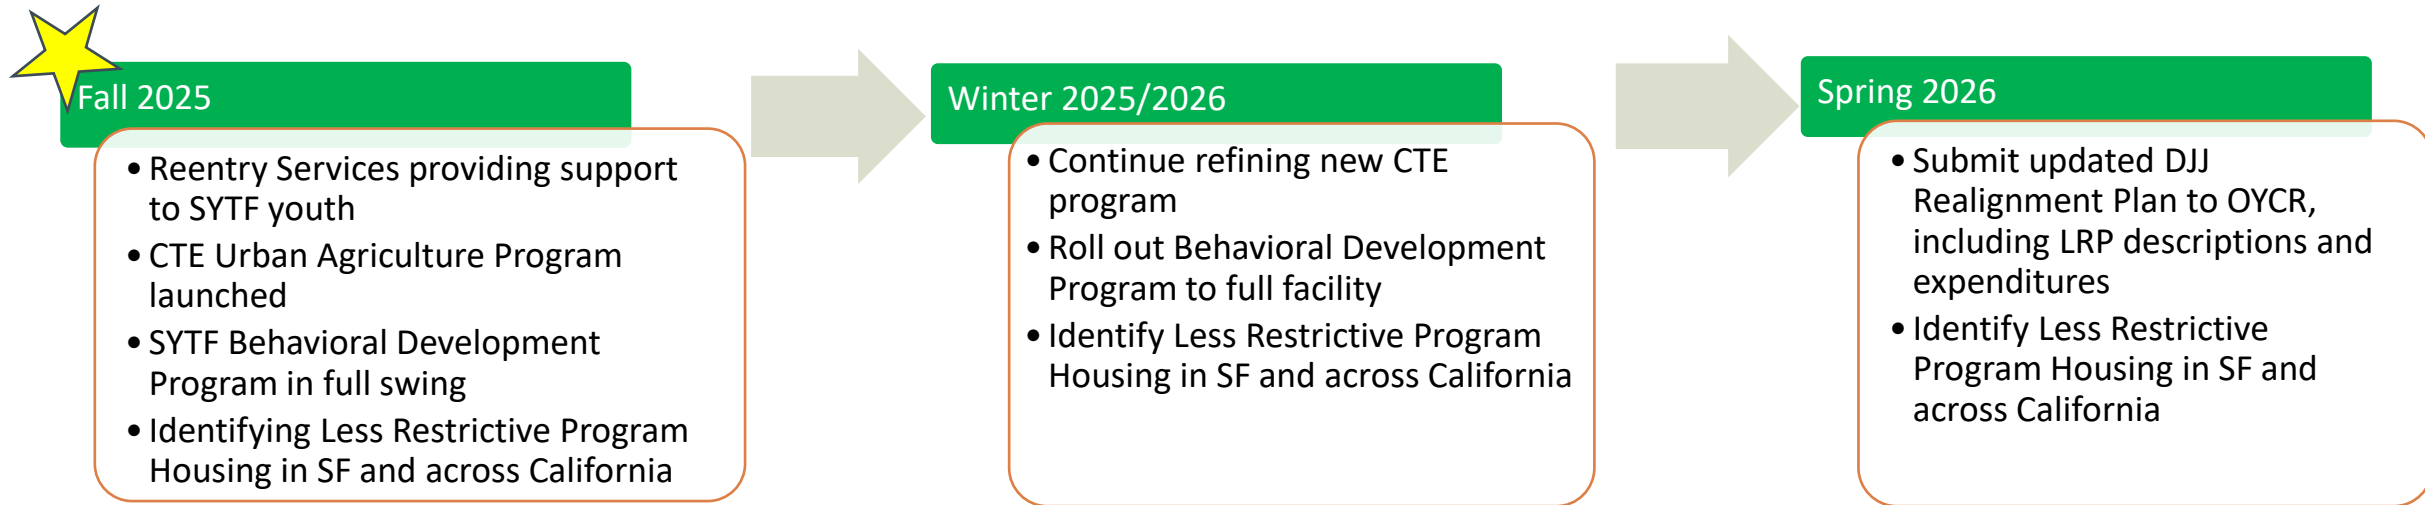 Fall 2025
• Reentry Services providing support
to SYTF youth
• CTE Urban Agriculture Program
launched
• SYTF Behavioral Development
Program in full swing
• Identifying Less Restrictive Program
Housing in SF and across California
Winter 2025/2026
• Continue refining new CTE
program
• Roll out Behavioral Development
Program to full facility
• Identify Less Restrictive Program
Housing in SF and across California
Spring 2026
• Submit updated DJJ
Realignment Plan to OYCR,
including LRP descriptions and
expenditures
• Identify Less Restrictive
Program Housing in SF and
across California